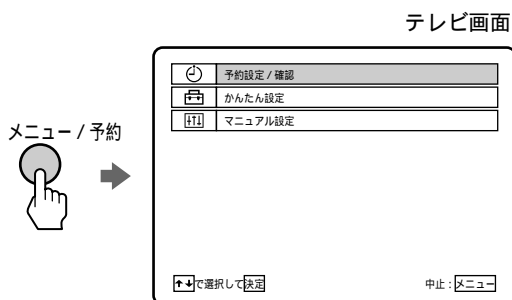 テレビ画面
予約設定 / 確認
かんたん設定
マニュアル設定
メニュー / 予約
↑↓で選択して決定
中止 : メニュー